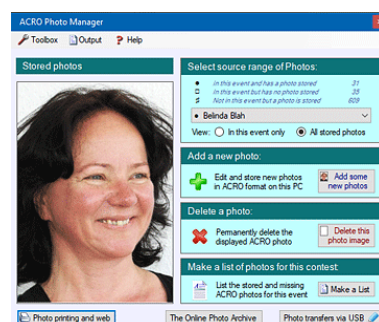 ACRO Photo Manager
Toolbox Output ? Help
Stored photos
Select source range of Photos:
In this event and has a photo stored 31
In this event but has no photo stored 35
Not in this event but a photo is stored 609
Belinda Blah
View: In this event only All stored photos
Add a new photo:
Edit and store new photos
in ACRO format on this PC
Add some
new photos
Delete a photo:
Permanently delete the
displayed ACRO photo
Delete this
photo image
Make a list of photos for this contest:
List the stored and missing
ACRO photos for this event
Make a List
Photo printing and web
The Online Photo Archive
Photo transfers via USB